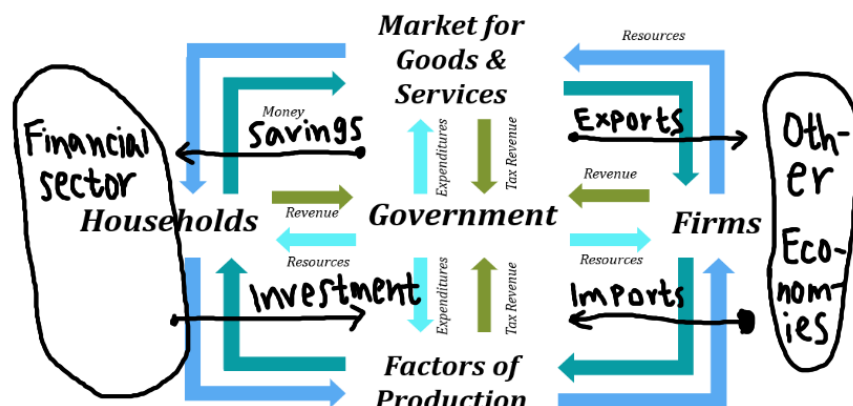 Market for
Goods &
Services
Resources
Money
Savings
Exports
Financial
sector
Oth-
er
Eco-
nom-
ies
Expenditures
Tax Revenue
Households
Revenue
Government
Revenue
Firms
Resources
Resources
Investment
Expenditures
Tax Revenue
Imports
Factors of
Production